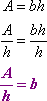 A = bh
A/h = bh/h
A/h = b